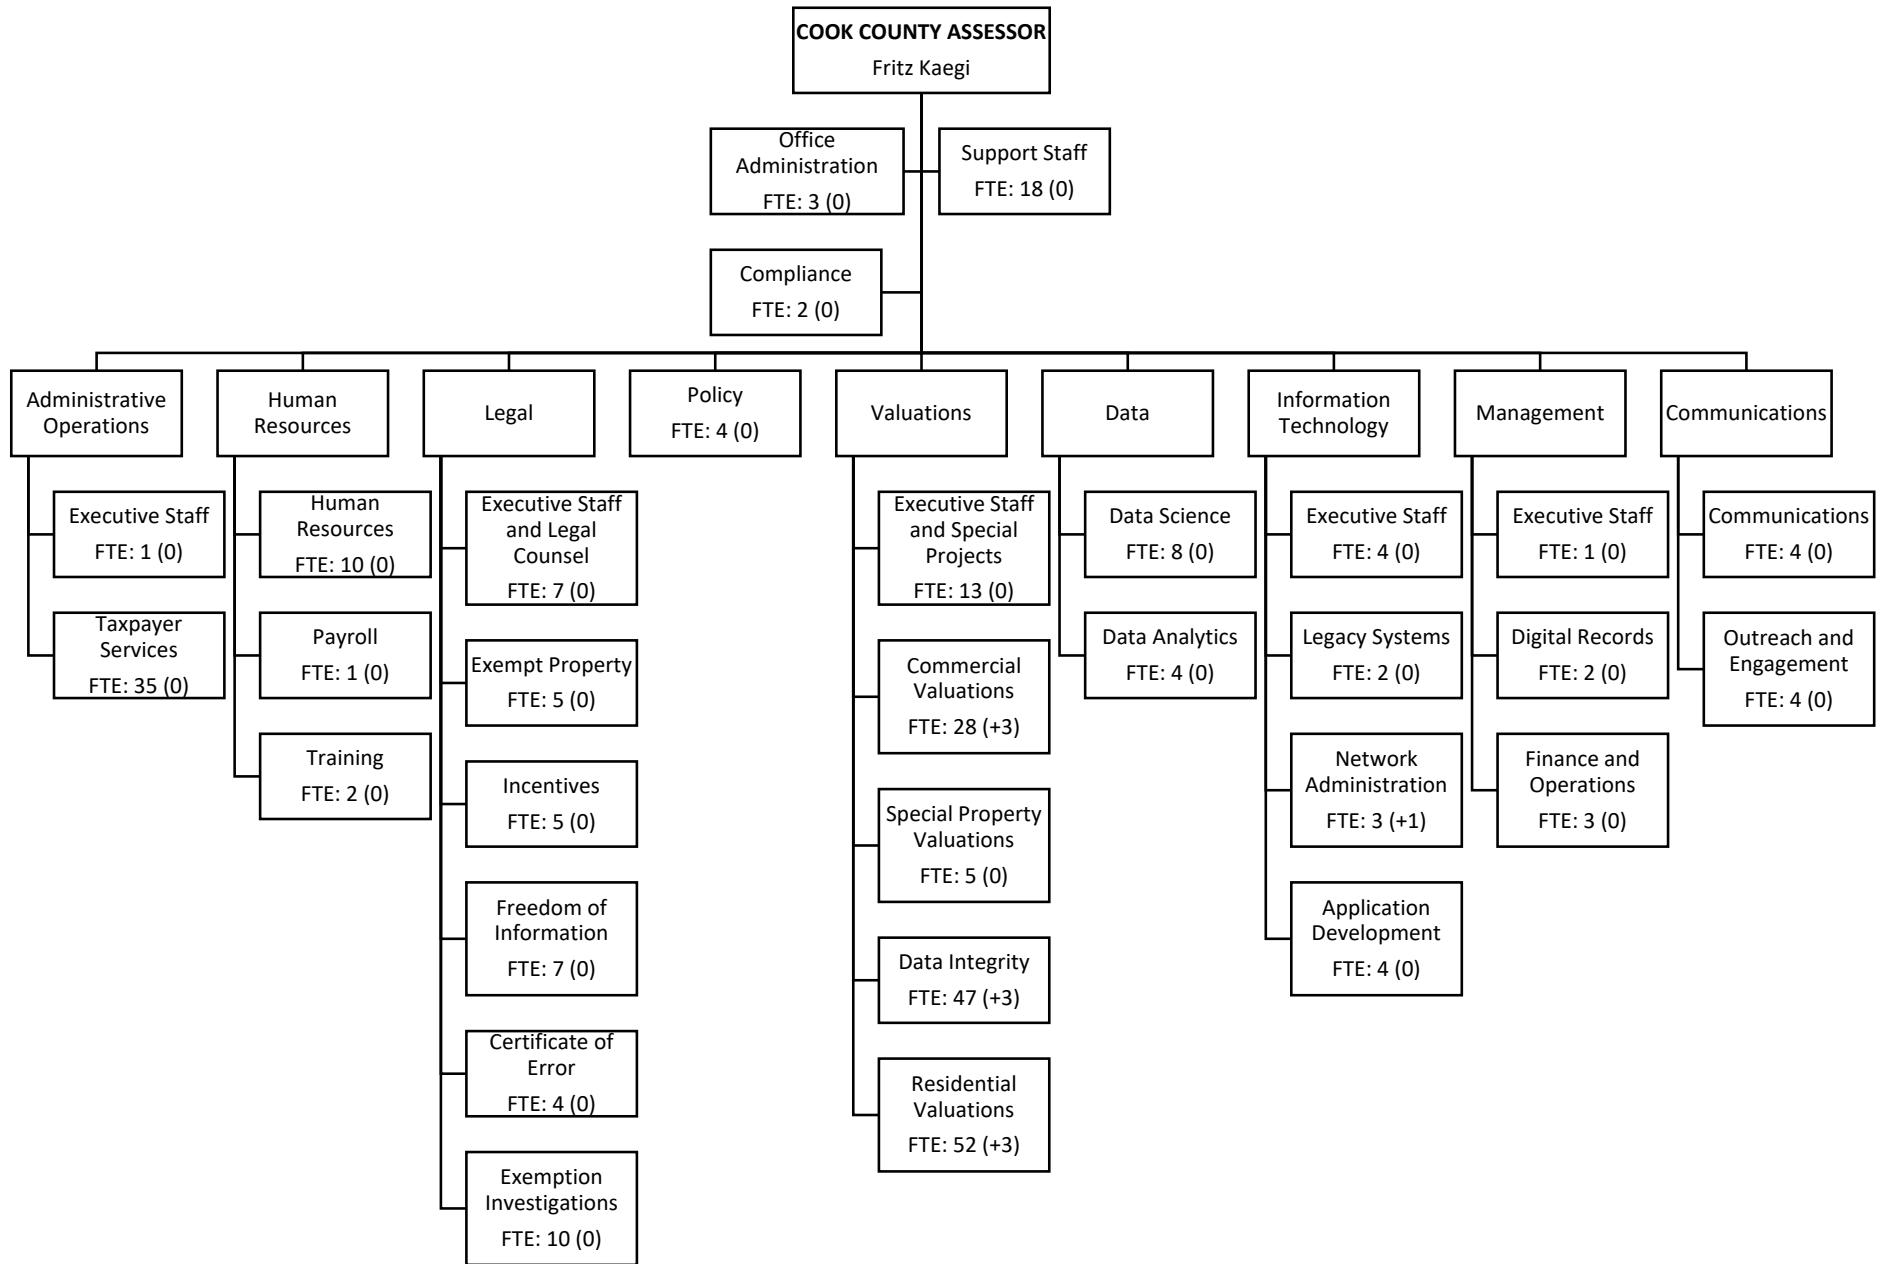 COOK COUNTY ASSESSOR
Fritz Kaegi
Office
Administration
FTE: 3 (0)
Support Staff
FTE: 18 (0)
Compliance
FTE: 2 (0)
Administrative
Operations
Executive Staff
FTE: 1 (0)
Taxpayer
Services
FTE: 35 (0)
Human
Resources
Human
Resources
FTE: 10 (0)
Payroll
FTE: 1 (0)
Training
FTE: 2 (0)
Legal
Executive Staff
and Legal
Counsel
FTE: 7 (0)
Exempt Property
FTE: 5 (0)
Incentives
FTE: 5 (0)
Freedom of
Information
FTE: 7 (0)
Certificate of
Error
FTE: 4 (0)
Exemption
Investigations
FTE: 10 (0)
Policy
FTE: 4 (0)
Valuations
Executive Staff
and Special
Projects
FTE: 13 (0)
Commercial
Valuations
FTE: 28 (+3)
Special Property
Valuations
FTE: 5 (0)
Data Integrity
FTE: 47 (+3)
Residential
Valuations
FTE: 52 (+3)
Data
Data Science
FTE: 8 (0)
Data Analytics
FTE: 4 (0)
Information
Technology
Executive Staff
FTE: 4 (0)
Legacy Systems
FTE: 2 (0)
Network
Administration
FTE: 3 (+1)
Application
Development
FTE: 4 (0)
Management
Executive Staff
FTE: 1 (0)
Digital Records
FTE: 2 (0)
Finance and
Operations
FTE: 3 (0)
Communications
Communications
FTE: 4 (0)
Outreach and
Engagement
FTE: 4 (0)